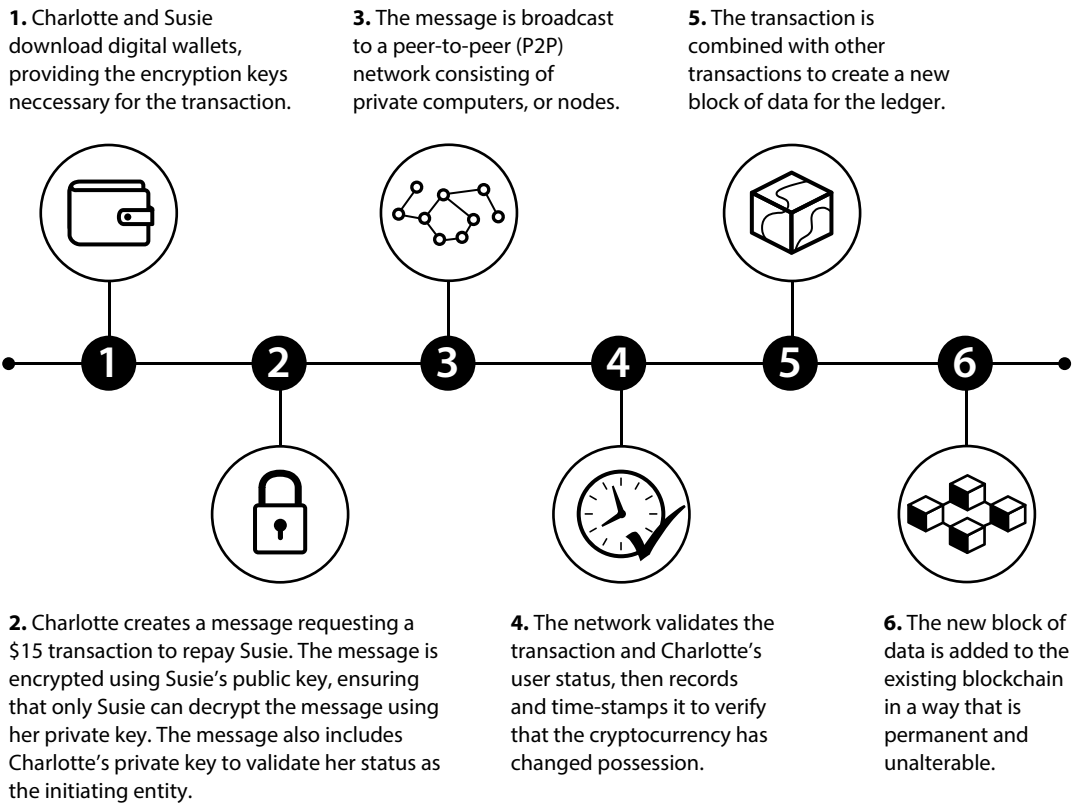 1. Charlotte and Susie
download digital wallets,
providing the encryption keys
neccessary for the transaction.
3. The message is broadcast
to a peer-to-peer (P2P)
network consisting of
private computers, or nodes.
5. The transaction is
combined with other
transactions to create a new
block of data for the ledger.
1
2
3
4
5
6
2. Charlotte creates a message requesting a
$15 transaction to repay Susie. The message is
encrypted using Susie’s public key, ensuring
that only Susie can decrypt the message using
her private key. The message also includes
Charlotte’s private key to validate her status as
the initiating entity.
4. The network validates the
transaction and Charlotte’s
user status, then records
and time-stamps it to verify
that the cryptocurrency has
changed possession.
6. The new block of
data is added to the
existing blockchain
in a way that is
permanent and
unalterable.